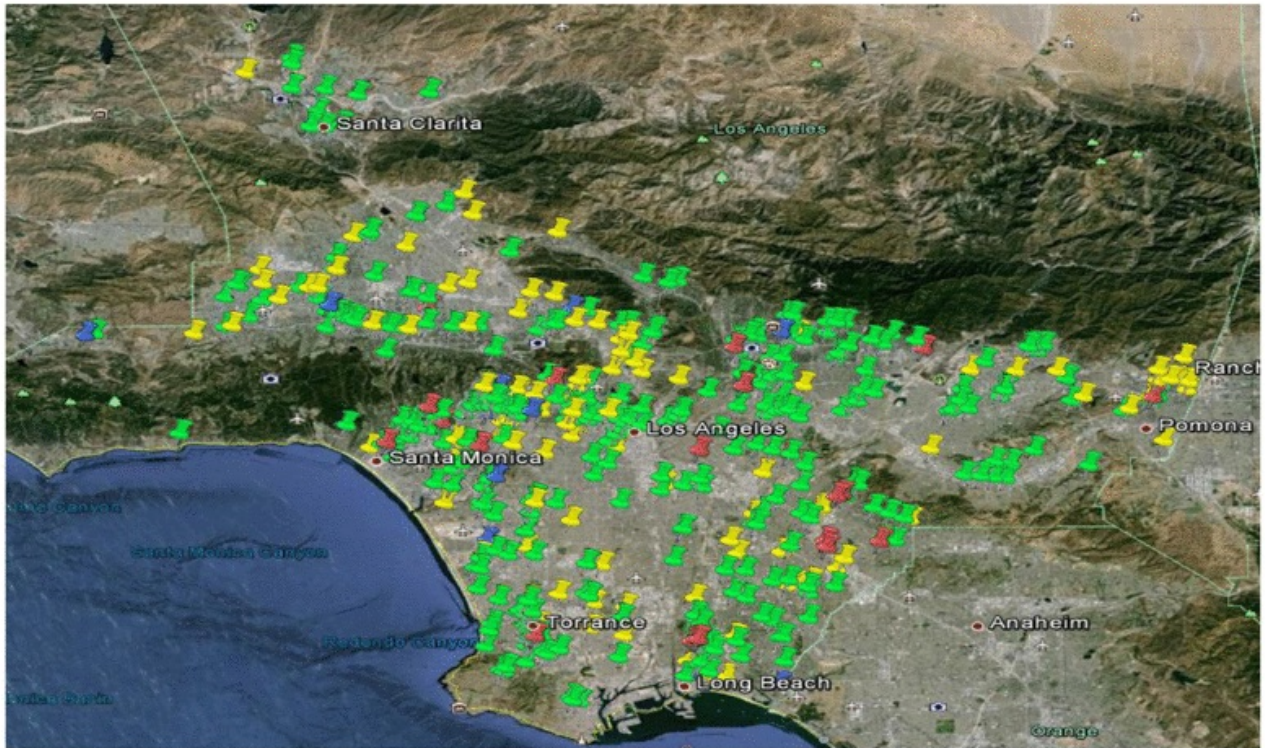 Santa Clarita
Los Angeles
Ranch
Los Angeles
Pomona
Santa Monica
Santa Monica Canyon
Torrance
Anaheim
Redondo Canyon
Long Beach
Orange